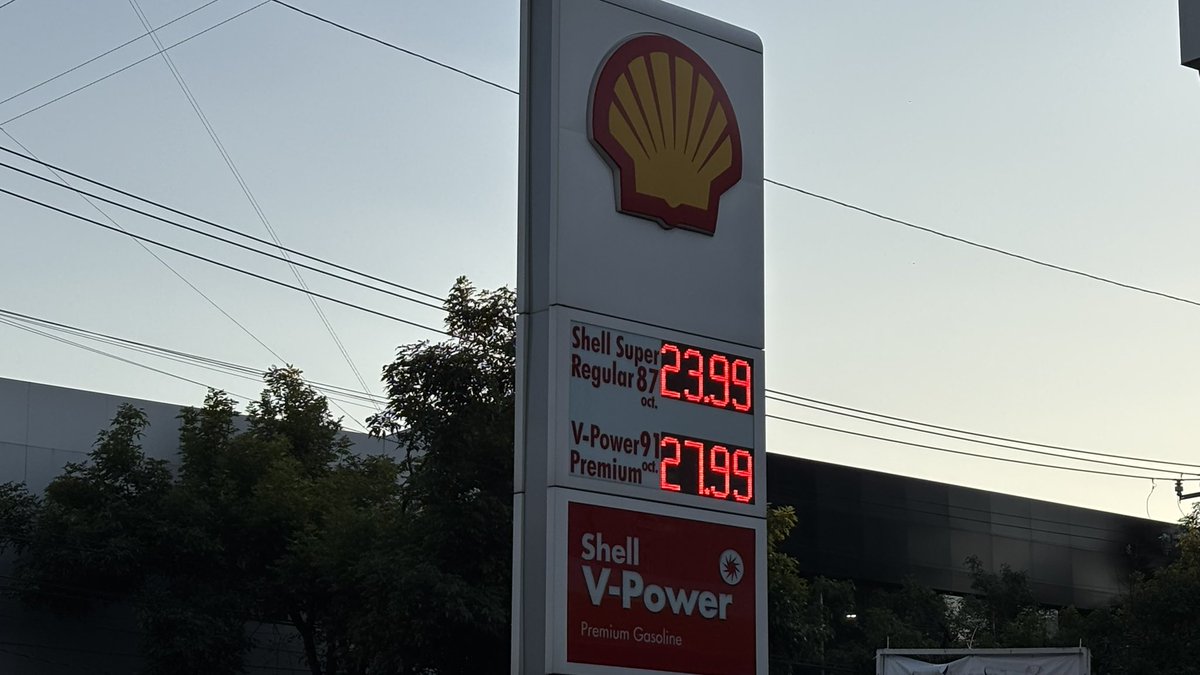 Shell Super
Regular 87
oct.
23.99
V-Power 91
Premium oct.
27.99
Shell
V-Power
Premium Gasoline